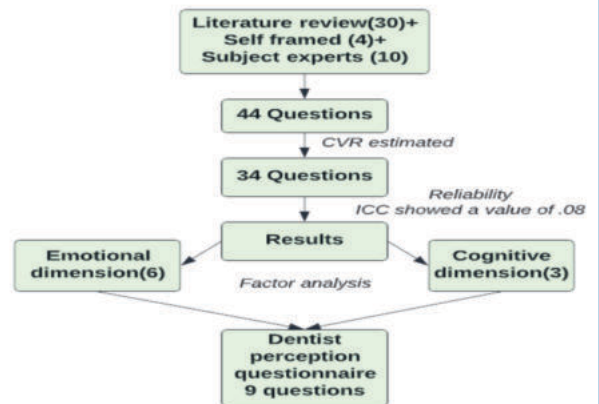 Literature review(30)+
Self framed (4)+
Subject experts (10)
44 Questions
CVR estimated
34 Questions
Reliability
ICC showed a value of .08
Results
Emotional
dimension(6)
Cognitive
dimension(3)
Factor analysis
Dentist
perception
questionnaire
9 questions